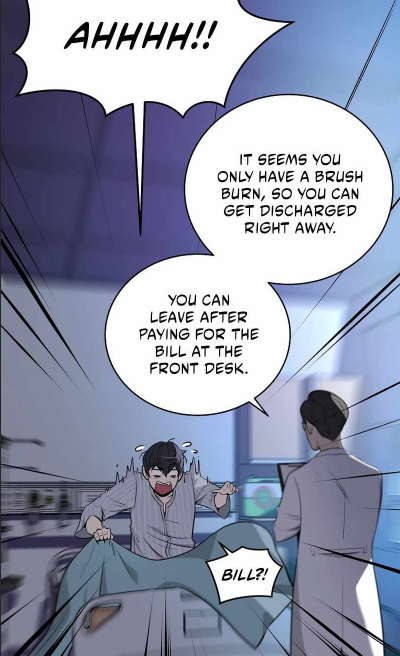 AHHHH!!
IT SEEMS YOU
ONLY HAVE A BRUSH
BURN, SO YOU CAN
GET DISCHARGED
RIGHT AWAY.
YOU CAN
LEAVE AFTER
PAYING FOR THE
BILL AT THE
FRONT DESK.
BILL?!